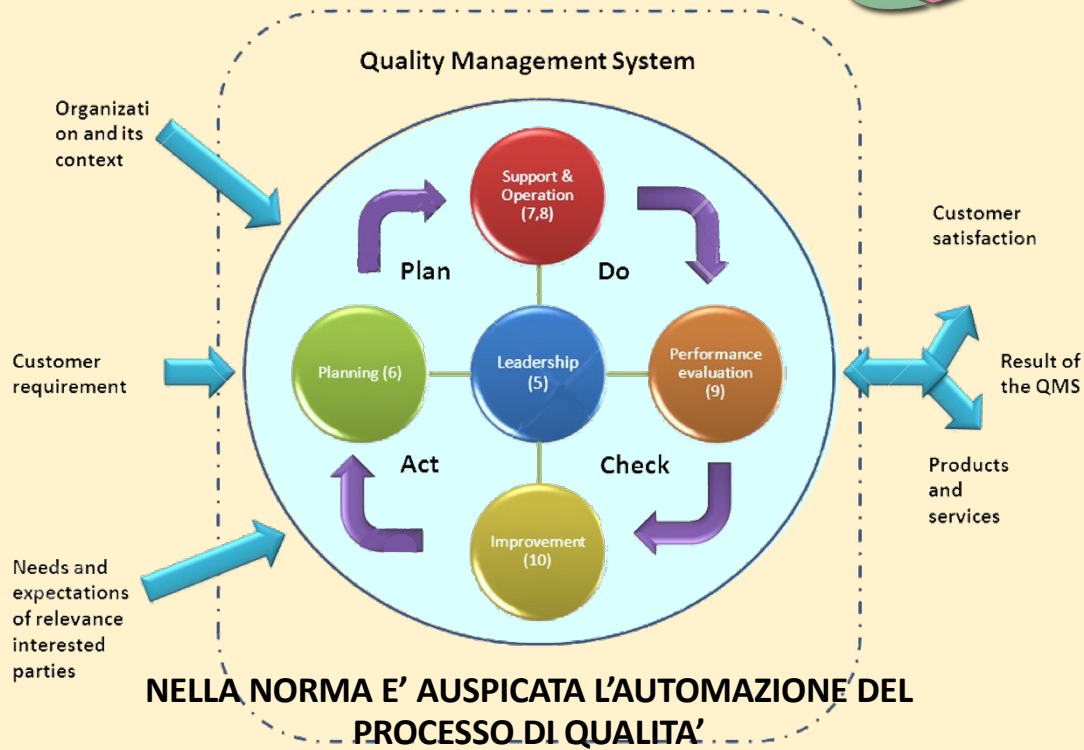 Quality Management System
Organizati
on and its
context
Customer
requirement
Needs and
expectations
of relevance
interested
parties
Support &
Operation
(7,8)
Plan
Do
Planning (6)
Leadership
(5)
Performance
evaluation
(9)
Act
Check
Improvement
(10)
Customer
satisfaction
Result of
the QMS
Products
and
services
NELLA NORMA E’ AUSPICATA L’AUTOMAZIONE DEL
PROCESSO DI QUALITA’